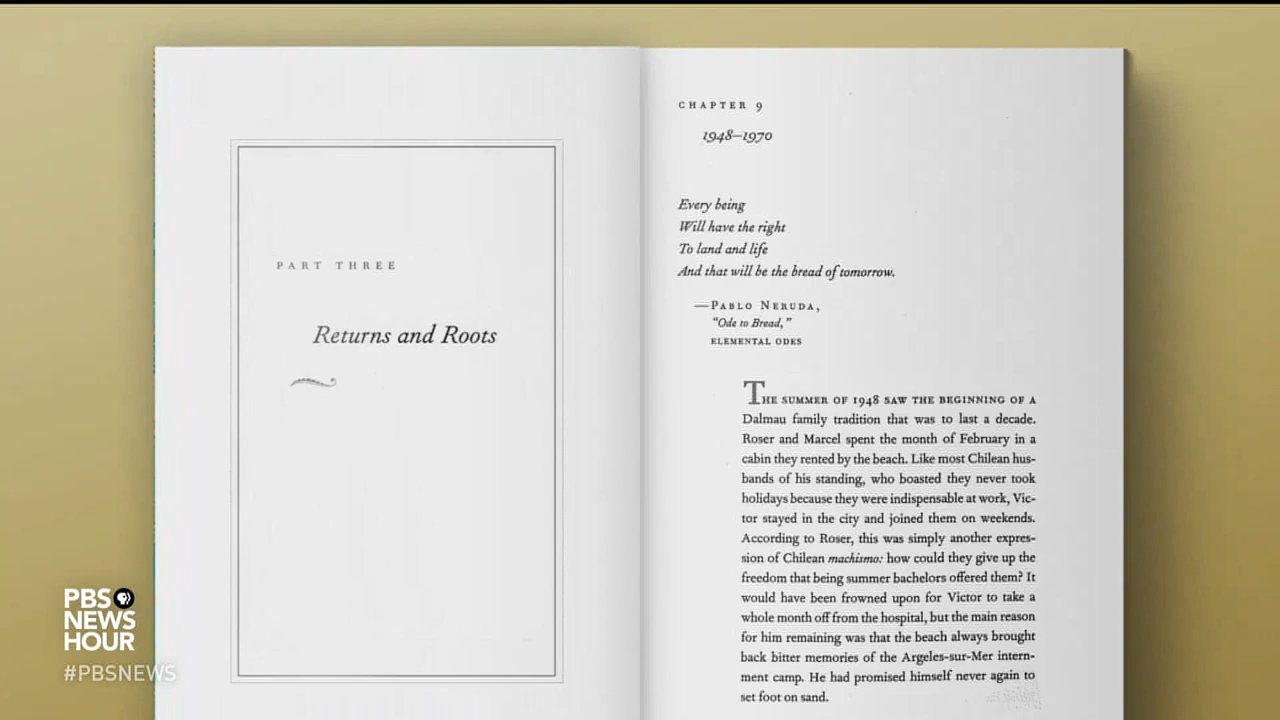 PART THREE
Returns and Roots
CHAPTER 9
1948–1970
Every being
Will have the right
To land and life
And that will be the bread of tomorrow.
—PABLO NERUDA,
"Ode to Bread,"
ELEMENTAL ODES
THE SUMMER OF 1948 SAW THE BEGINNING OF A
Dalmau family tradition that was to last a decade.
Roser and Marcel spent the month of February in a
cabin they rented by the beach. Like most Chilean hus-
bands of his standing, who boasted they never took
holidays because they were indispensable at work, Vic-
tor stayed in the city and joined them on weekends.
According to Roser, this was simply another expres-
sion of Chilean machismo: how could they give up the
freedom that being summer bachelors offered them? It
would have been frowned upon for Victor to take a
whole month off from the hospital, but the main reason
for him remaining was that the beach always brought
back bitter memories of the Argeles-sur-Mer intern-
ment camp. He had promised himself never again to
set foot on sand.
PBS
NEWS
HOUR
#PBSNEWS